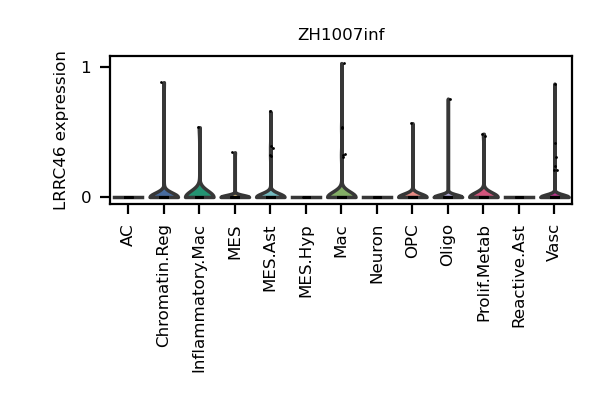 ZH1007inf
LRRC46 expression
1
0
AC
Chromatin.Reg
Inflammatory.Mac
MES
MES.Ast
MES.Hyp
Mac
Neuron
OPC
Oligo
Prolif.Metab
Reactive.Ast
Vasc